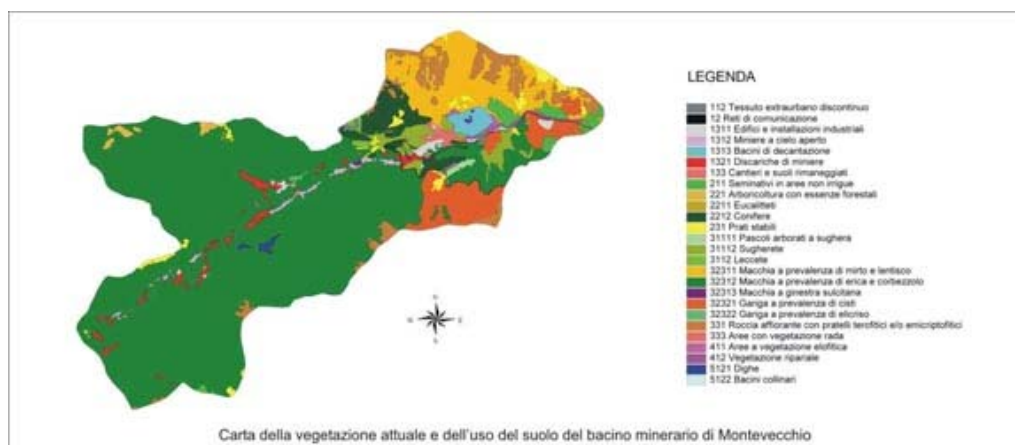 LEGENDA
112 Tessuto extraurbano discontinuo
12 Reti di comunicazione
1311 Edifici e installazioni industriali
1312 Miniere a cielo aperto
1313 Bacini di decantazione
1321 Discariche di miniere
133 Cantieri e suoli rimaneggiati
211 Seminativi in aree non irrigue
221 Arboricoltura con essenze forestali
2211 Eucalitteti
2212 Conifere
231 Prati stabili
31111 Pascoli arborati a sughera
31112 Sugherete
3112 Leccete
32311 Macchia a prevalenza di mirto e lentisco
32312 Macchia a prevalenza di erica e corbezzolo
32313 Macchia a ginestra sulcitana
32321 Gariga a prevalenza di cisti
32322 Gariga a prevalenza di elicriso
331 Roccia affiorante con pratelli terofitici e/o emicriptofitici
333 Aree con vegetazione rada
411 Aree a vegetazione elofitica
412 Vegetazione ripariale
5121 Dighe
5122 Bacini collinari
Carta della vegetazione attuale e dell'uso del suolo del bacino minerario di Montevecchio